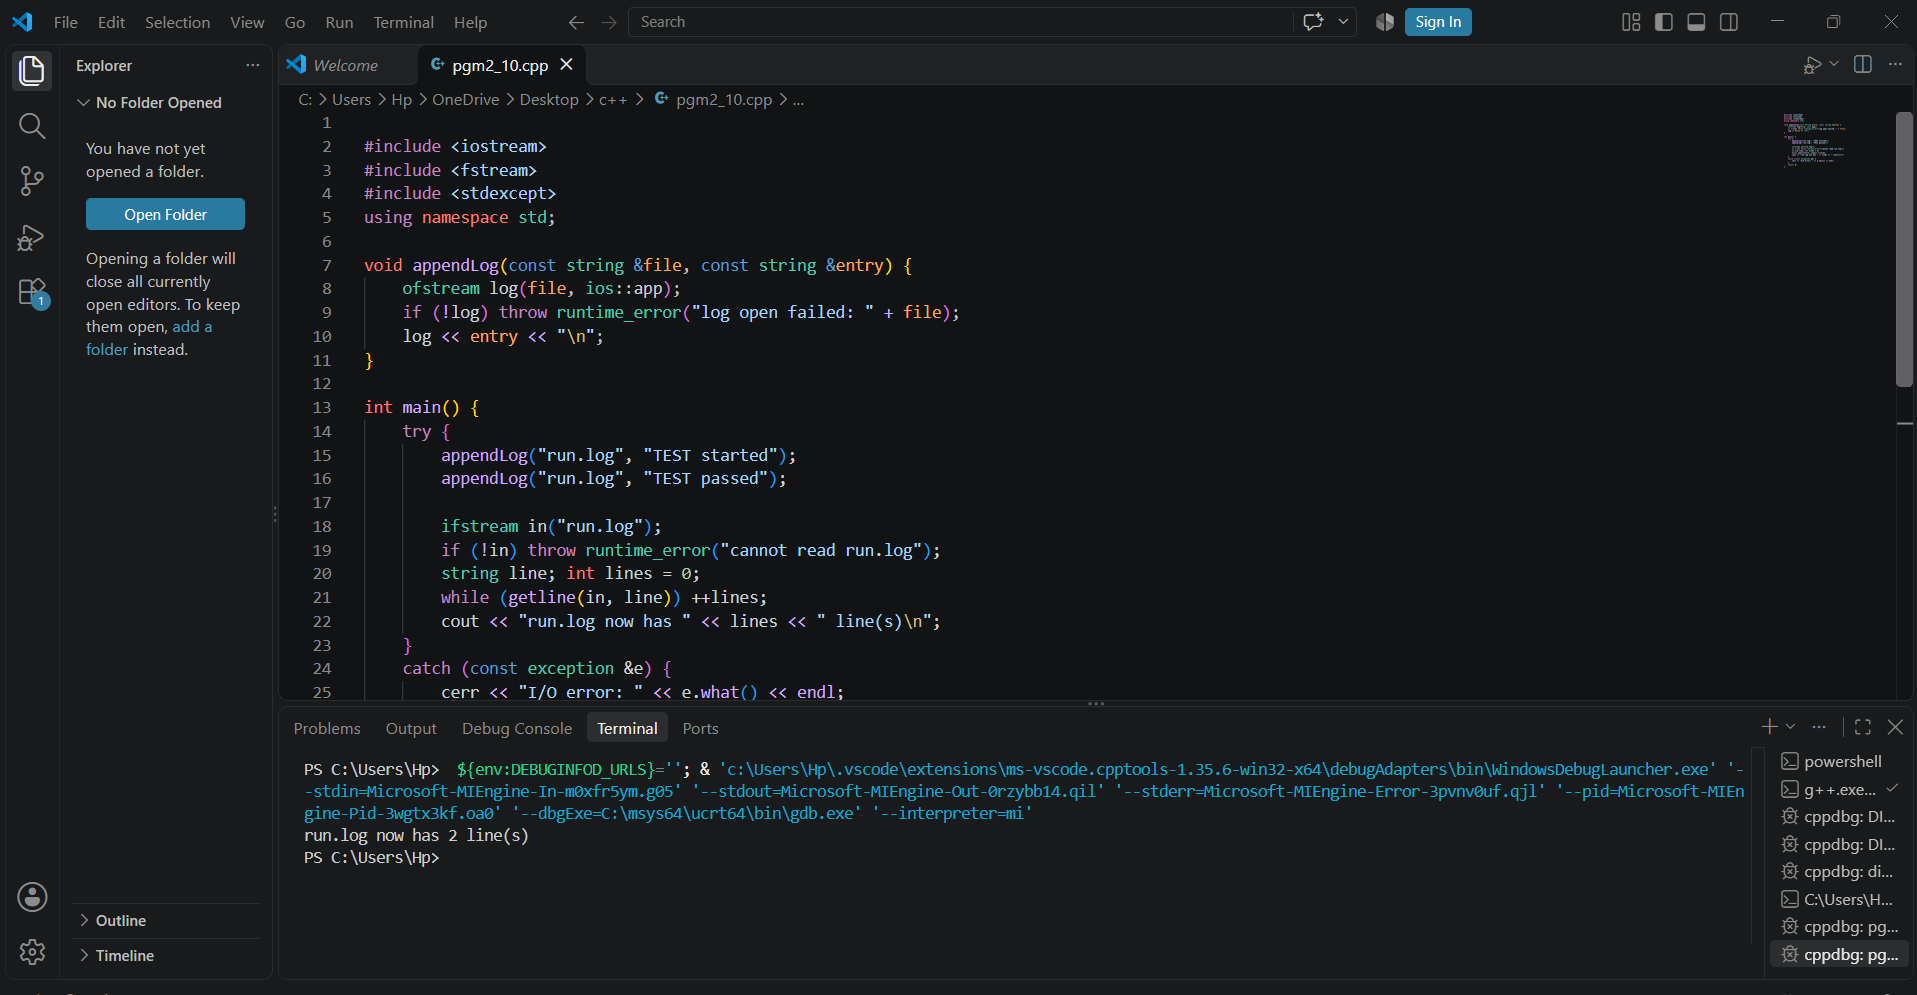 File Edit Selection View Go Run Terminal Help
Search
Sign In
Explorer
No Folder Opened
You have not yet
opened a folder.
Open Folder
Opening a folder will
close all currently
open editors. To keep
them open, add a
folder instead.
Outline
Timeline
1
Welcome
pgm2_10.cpp
C: > Users > Hp > OneDrive > Desktop > c++ > pgm2_10.cpp > ...
1
2 #include <iostream>
3 #include <fstream>
4 #include <stdexcept>
5 using namespace std;
6
7 void appendLog(const string &file, const string &entry) {
8 ofstream log(file, ios::app);
9 if (!log) throw runtime_error("log open failed: " + file);
10 log << entry << "\n";
11 }
12
13 int main() {
14 try {
15 appendLog("run.log", "TEST started");
16 appendLog("run.log", "TEST passed");
17
18 ifstream in("run.log");
19 if (!in) throw runtime_error("cannot read run.log");
20 string line; int lines = 0;
21 while (getline(in, line)) ++lines;
22 cout << "run.log now has " << lines << " line(s)\n";
23 }
24 catch (const exception &e) {
25 cerr << "I/O error: " << e.what() << endl;
Problems Output Debug Console Terminal Ports
PS C:\Users\Hp>  ${env:DEBUGINFOD_URLS}=''; & 'c:\Users\Hp\.vscode\extensions\ms-vscode.cpptools-1.35.6-win32-x64\debugAdapters\bin\WindowsDebugLauncher.exe' '-
-stdin=Microsoft-MIEngine-In-m0xfr5ym.g05' '--stdout=Microsoft-MIEngine-Out-0rzybb14.qil' '--stderr=Microsoft-MIEngine-Error-3pvnv0uf.qjl' '--pid=Microsoft-MIEn
gine-Pid-3wgtx3kf.oa0' '--dbgExe=C:\msys64\ucrt64\bin\gdb.exe' '--interpreter=mi'
run.log now has 2 line(s)
PS C:\Users\Hp>
powershell
g++.exe...
cppdbg: DI...
cppdbg: DI...
cppdbg: di...
C:\Users\H...
cppdbg: pg...
cppdbg: pg...